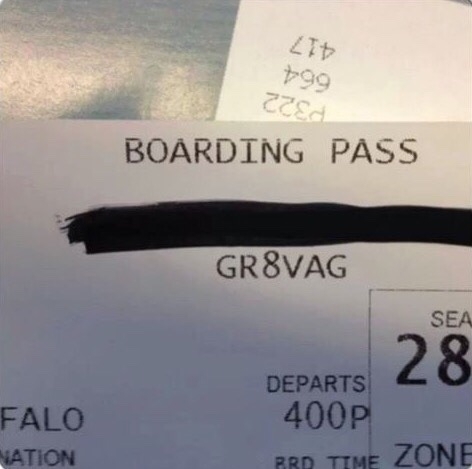 417
664
P322
BOARDING PASS
GR8VAG
SEA
28
DEPARTS
400P
FALO
NATION
BRD TIME
ZONE